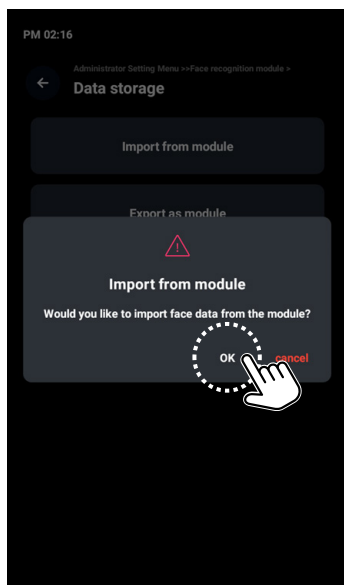 PM 02:16
Administrator Setting Menu >>Face recognition module >
Data storage
Import from module
Export as module
Import from module
Would you like to import face data from the module?
OK
cancel